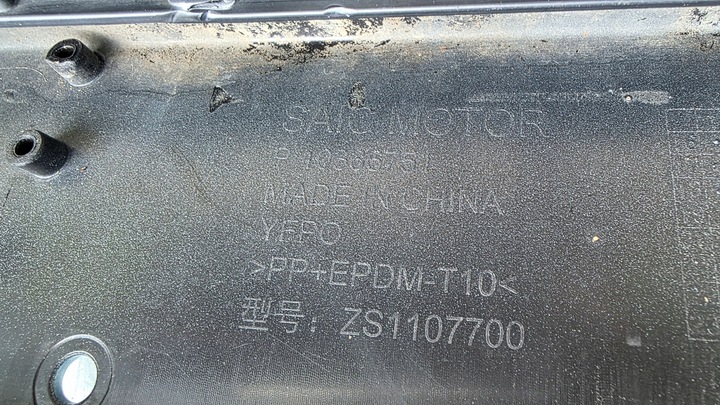 SAIC MOTOR
MADE IN CHINA
YFPO
>PP+EPDM-T10<
型号：ZS1107700